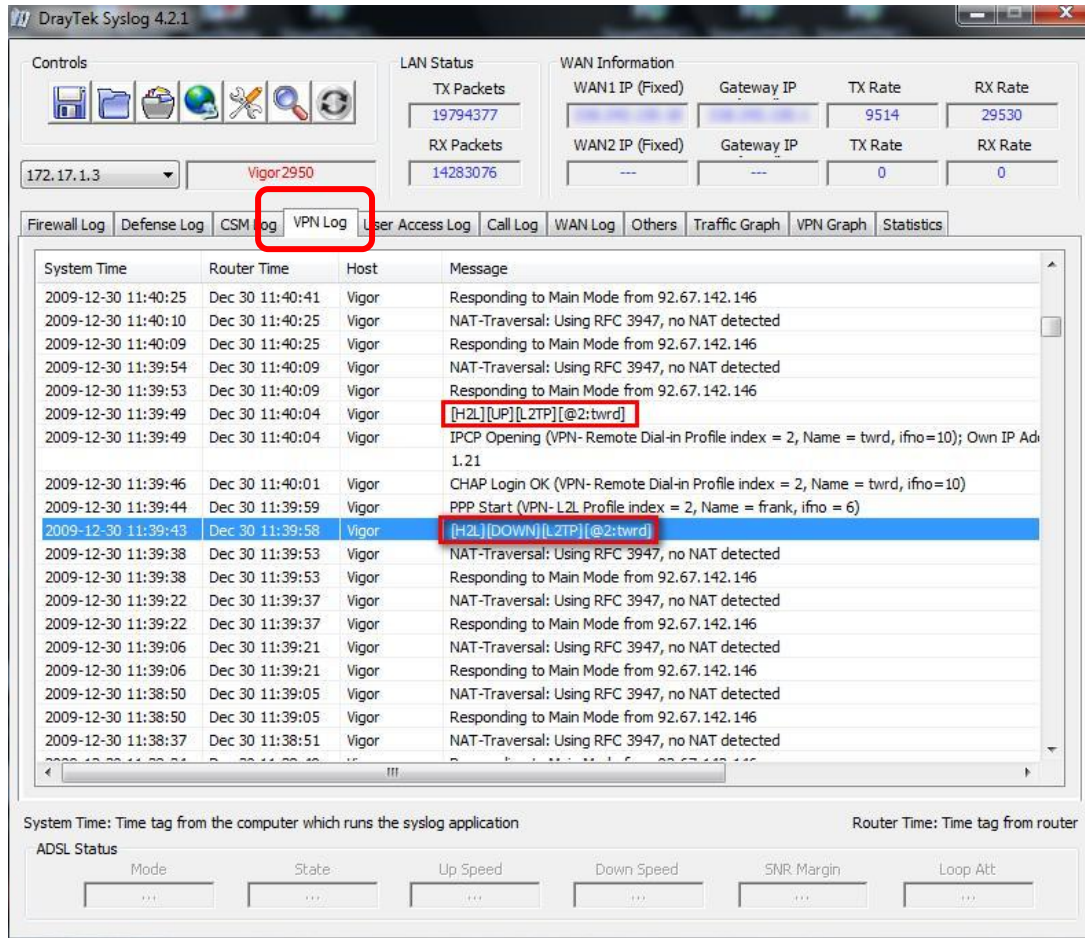 DrayTek Syslog 4.2.1
Controls
LAN Status
WAN Information
TX Packets
WAN1 IP (Fixed) Gateway IP TX Rate RX Rate
19794377 9514 29530
RX Packets
WAN2 IP (Fixed) Gateway IP TX Rate RX Rate
172.17.1.3 Vigor2950 14283076 --- --- 0 0
Firewall Log Defense Log CSM Log VPN Log User Access Log Call Log WAN Log Others Traffic Graph VPN Graph Statistics
System Time Router Time Host Message
2009-12-30 11:40:25 Dec 30 11:40:41 Vigor Responding to Main Mode from 92.67.142.146
2009-12-30 11:40:10 Dec 30 11:40:25 Vigor NAT-Traversal: Using RFC 3947, no NAT detected
2009-12-30 11:40:09 Dec 30 11:40:25 Vigor Responding to Main Mode from 92.67.142.146
2009-12-30 11:39:54 Dec 30 11:40:09 Vigor NAT-Traversal: Using RFC 3947, no NAT detected
2009-12-30 11:39:53 Dec 30 11:40:09 Vigor Responding to Main Mode from 92.67.142.146
2009-12-30 11:39:49 Dec 30 11:40:04 Vigor [H2L][UP][L2TP][@2:twrd]
2009-12-30 11:39:49 Dec 30 11:40:04 Vigor IPCP Opening (VPN- Remote Dial-in Profile index = 2, Name = twrd, ifno=10); Own IP
1.21
2009-12-30 11:39:46 Dec 30 11:40:01 Vigor CHAP Login OK (VPN- Remote Dial-in Profile index = 2, Name = twrd, ifno=10)
2009-12-30 11:39:44 Dec 30 11:39:59 Vigor PPP Start (VPN- L2L Profile index = 2, Name = frank, ifno = 6)
2009-12-30 11:39:43 Dec 30 11:39:58 Vigor [H2L][DOWN][L2TP][@2:twrd]
2009-12-30 11:39:38 Dec 30 11:39:53 Vigor NAT-Traversal: Using RFC 3947, no NAT detected
2009-12-30 11:39:38 Dec 30 11:39:53 Vigor Responding to Main Mode from 92.67.142.146
2009-12-30 11:39:22 Dec 30 11:39:37 Vigor NAT-Traversal: Using RFC 3947, no NAT detected
2009-12-30 11:39:22 Dec 30 11:39:37 Vigor Responding to Main Mode from 92.67.142.146
2009-12-30 11:39:06 Dec 30 11:39:21 Vigor NAT-Traversal: Using RFC 3947, no NAT detected
2009-12-30 11:39:06 Dec 30 11:39:21 Vigor Responding to Main Mode from 92.67.142.146
2009-12-30 11:38:50 Dec 30 11:39:05 Vigor NAT-Traversal: Using RFC 3947, no NAT detected
2009-12-30 11:38:50 Dec 30 11:39:05 Vigor Responding to Main Mode from 92.67.142.146
2009-12-30 11:38:37 Dec 30 11:38:51 Vigor NAT-Traversal: Using RFC 3947, no NAT detected
System Time: Time tag from the computer which runs the syslog application Router Time: Time tag from router
ADSL Status
Mode State Up Speed Down Speed SNR Margin Loop Att
... ... ... ... ... ...